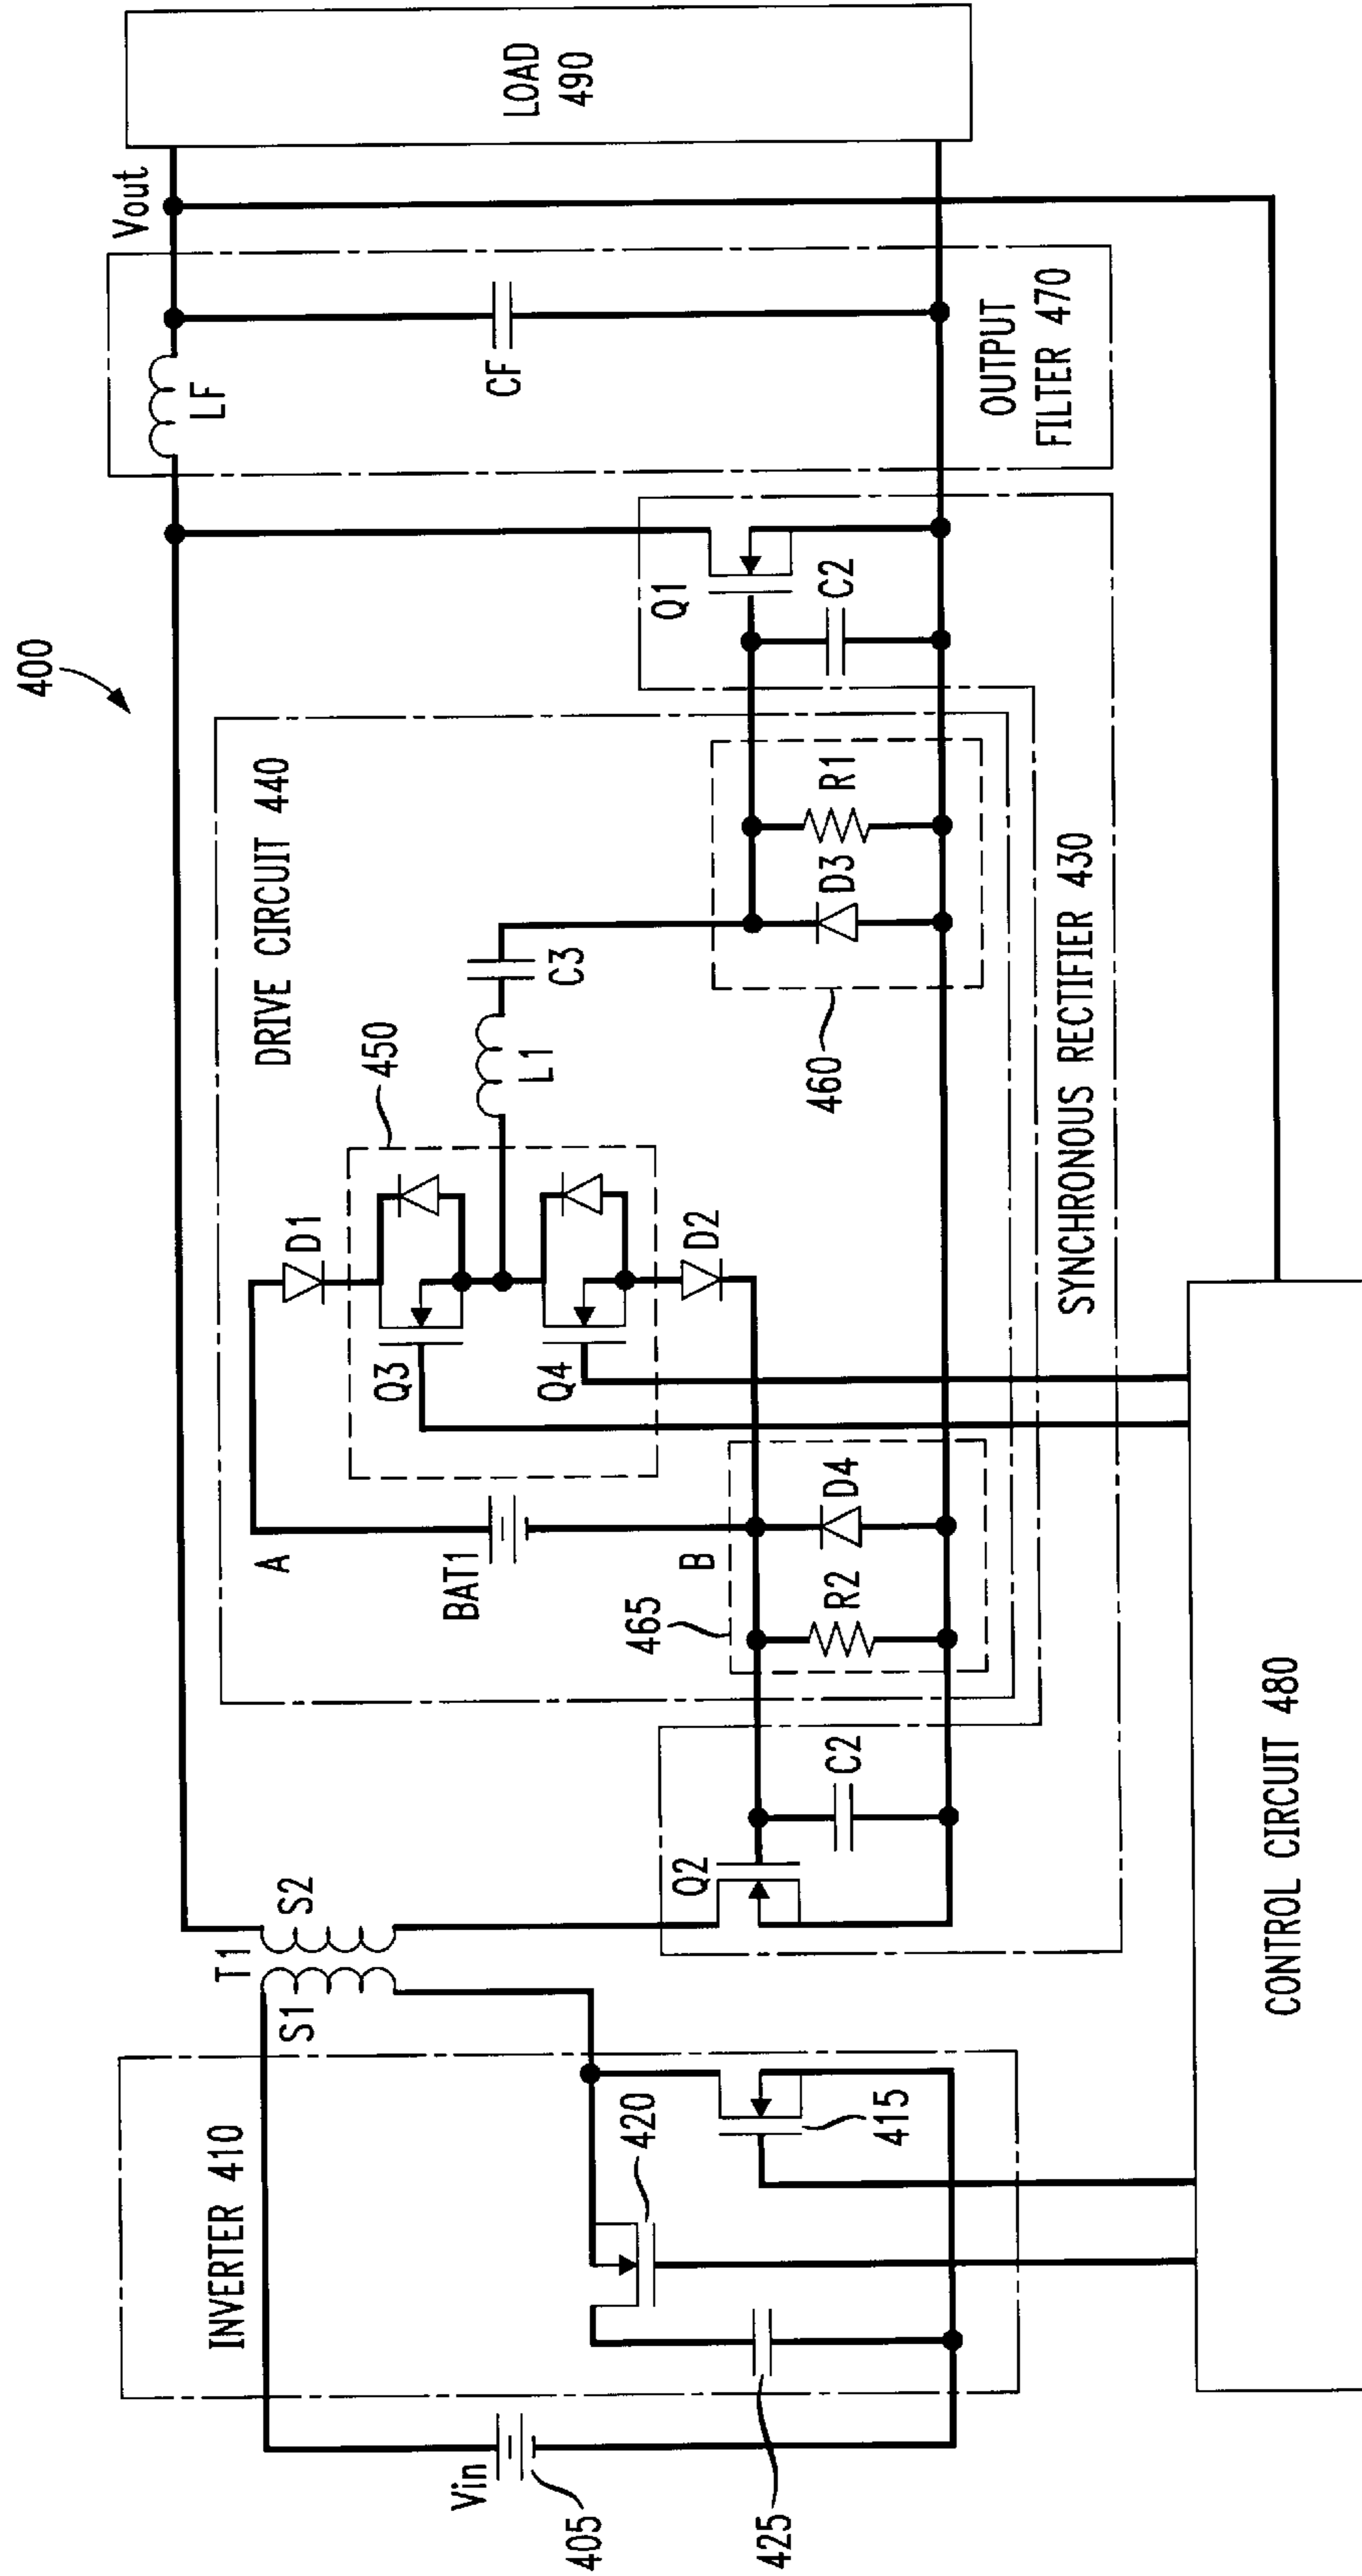 400
INVERTER 410
Vin
405
425
420
415
T1
S1
S2
DRIVE CIRCUIT 440
A
BAT1
B
450
D1
Q3
Q4
D2
L1
C3
465
R2
D4
460
D3
R1
Q2
C2
Q1
C2
SYNCHRONOUS RECTIFIER 430
LF
CF
OUTPUT
FILTER 470
Vout
LOAD
490
CONTROL CIRCUIT 480